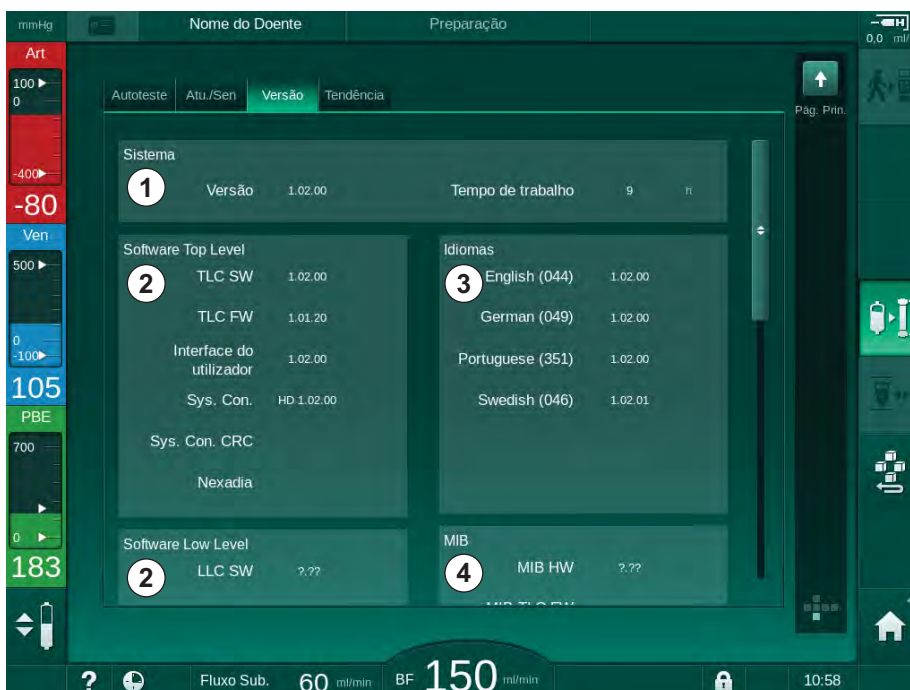 mmHg
Nome do Doente
Preparação
0,0 ml/
Art
100
0
-400
-80
Ven
500
0
-100
105
PBE
700
0
183
Autoteste Atu./Sen Versão Tendência
Pág. Prin.
Sistema
1
Versão 1.02.00
Tempo de trabalho 9 h
Software Top Level
2
TLC SW 1.02.00
TLC FW 1.01.20
Interface do
utilizador 1.02.00
Sys. Con. HD 1.02.00
Sys. Con. CRC
Nexadia
Idiomas
3
English (044) 1.02.00
German (049) 1.02.00
Portuguese (351) 1.02.00
Swedish (046) 1.02.01
Software Low Level
2
LLC SW ?.??
MIB
4
MIB HW ?.??
? Fluxo Sub. 60 ml/min BF 150 ml/min 10:58